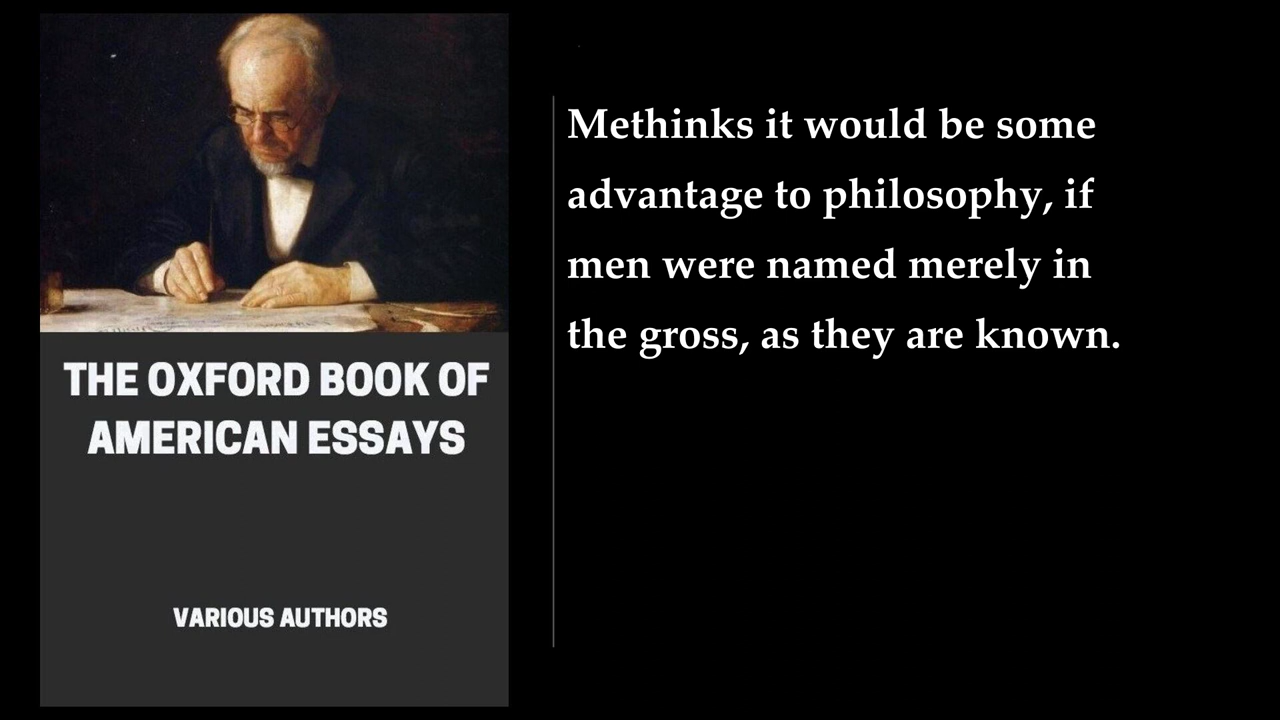 THE OXFORD BOOK OF
AMERICAN ESSAYS
VARIOUS AUTHORS
Methinks it would be some
advantage to philosophy, if
men were named merely in
the gross, as they are known.